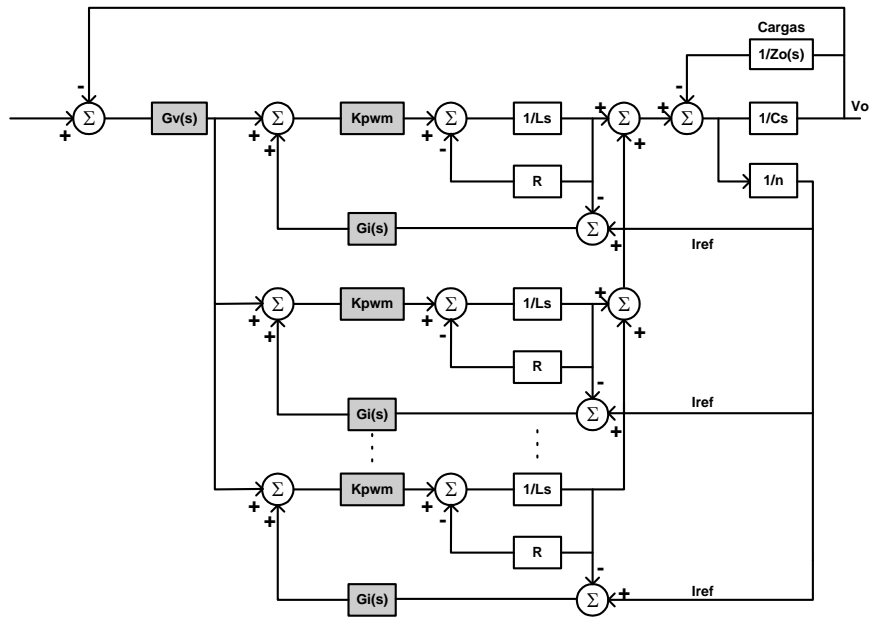 Cargas
1/Zo(s)
-
-
Vo
Σ
Gv(s)
Σ
Kpwm
Σ
1/Ls
+
Σ
+
Σ
1/Cs
+
+
+
+
+
-
R
-
1/n
Gi(s)
Σ
+
Iref
Σ
Kpwm
Σ
1/Ls
+
Σ
+
+
+
-
R
+
-
Gi(s)
Σ
+
Iref
Σ
Kpwm
Σ
1/Ls
+
+
+
-
R
-
Gi(s)
Σ
+
Iref